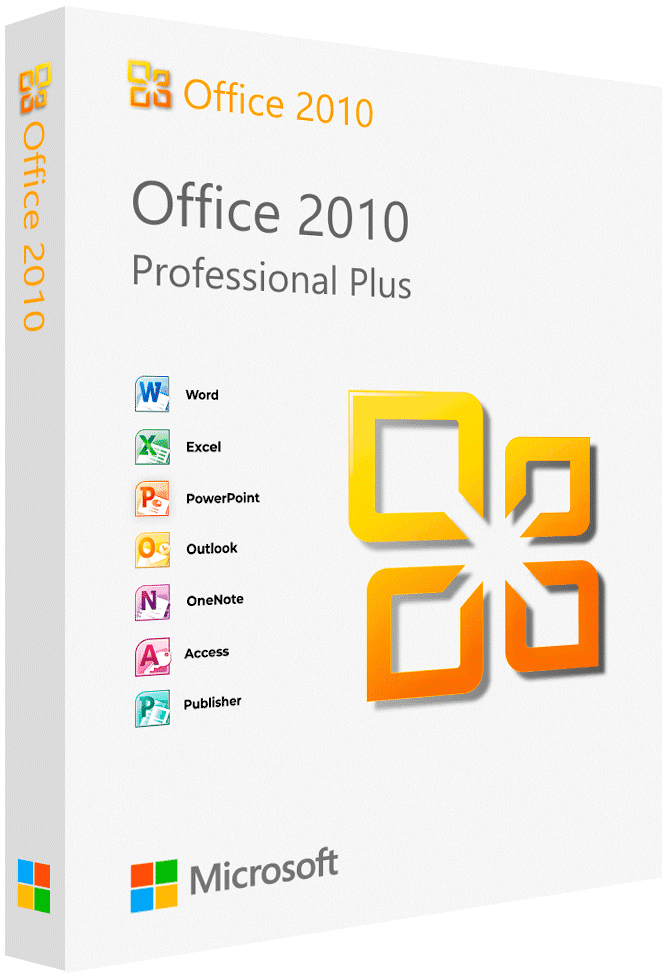 Office 2010
Office 2010
Office 2010
Professional Plus
W Word
X Excel
P PowerPoint
O Outlook
N OneNote
A Access
P Publisher
Microsoft